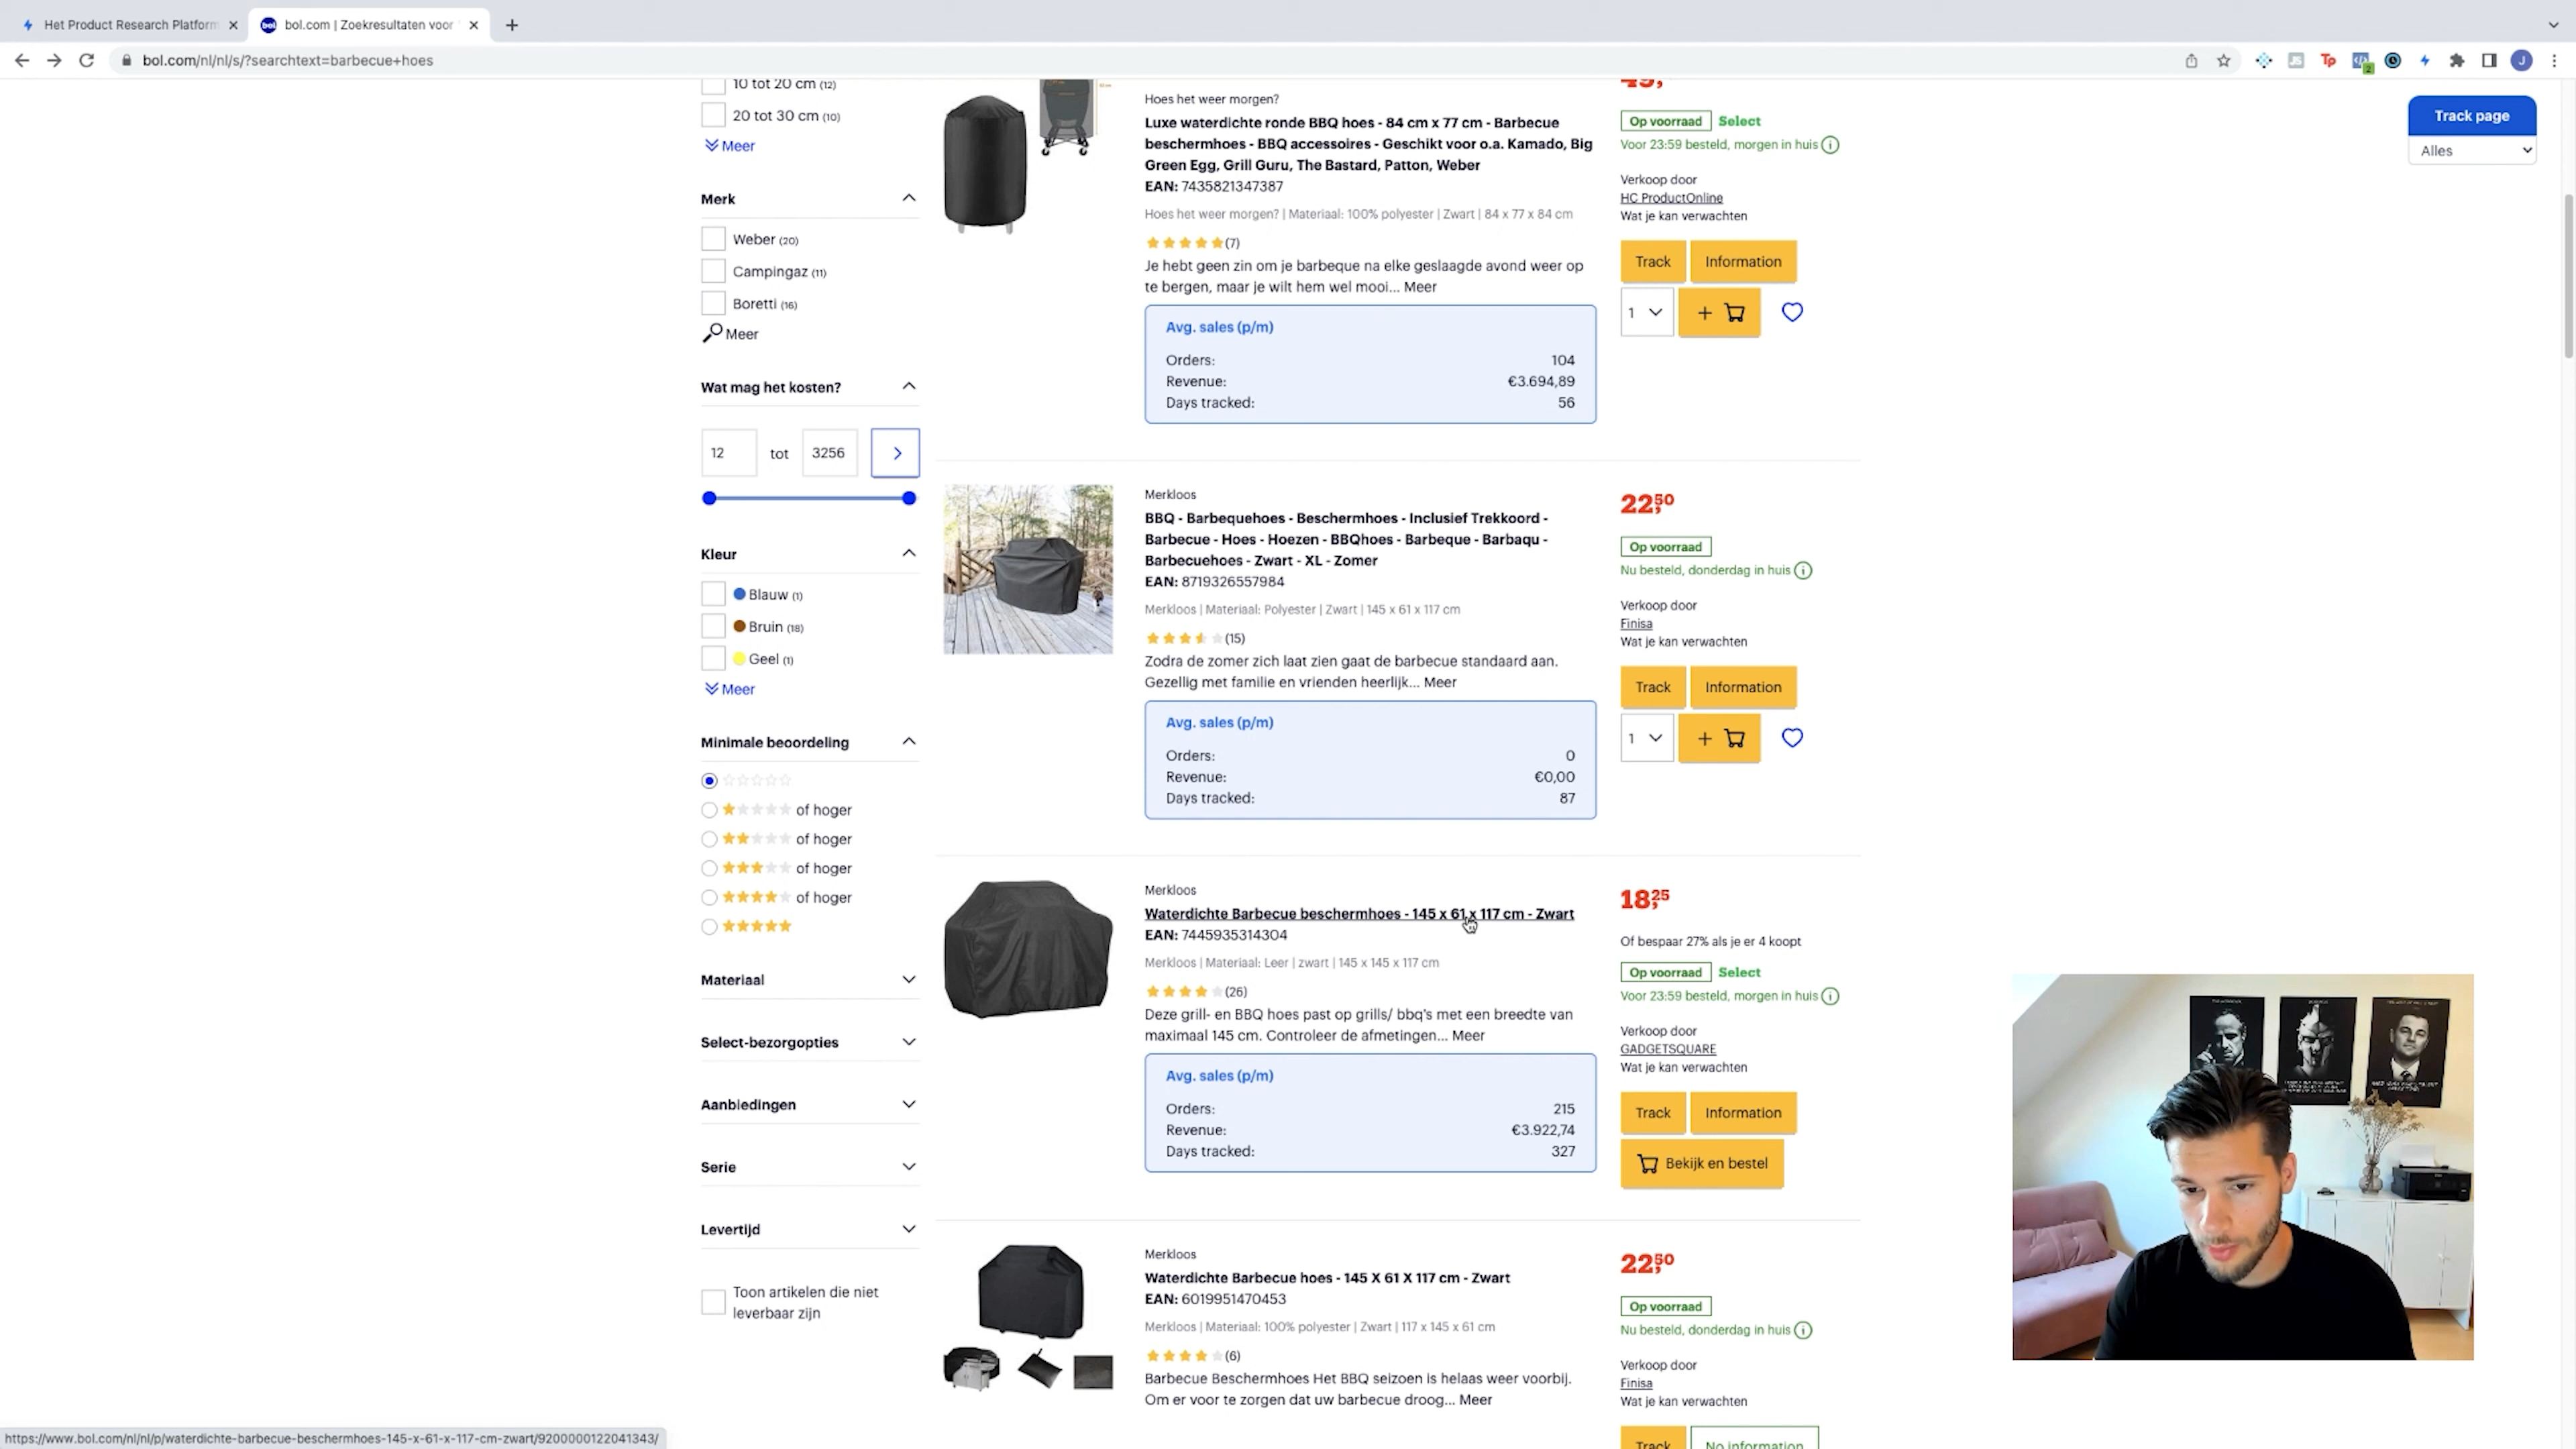 Het Product Research Platform
bol.com | Zoekresultaten voor
bol.com/nl/nl/s/?searchtext=barbecue+hoes
10 tot 20 cm (12)
20 tot 30 cm (10)
Meer
Merk
Weber (20)
Campingaz (11)
Boretti (16)
Meer
Wat mag het kosten?
12 tot 3256
Kleur
Blauw (1)
Bruin (18)
Geel (1)
Meer
Minimale beoordeling
of hoger
of hoger
of hoger
of hoger
Materiaal
Select-bezorgopties
Aanbiedingen
Serie
Levertijd
Toon artikelen die niet
leverbaar zijn
Hoes het weer morgen?
Luxe waterdichte ronde BBQ hoes - 84 cm x 77 cm - Barbecue
beschermhoes - BBQ accessoires - Geschikt voor o.a. Kamado, Big
Green Egg, Grill Guru, The Bastard, Patton, Weber
EAN: 7435821347387
Hoes het weer morgen? | Materiaal: 100% polyester | Zwart | 84 x 77 x 84 cm
(7)
Je hebt geen zin om je barbeque na elke geslaagde avond weer op
te bergen, maar je wilt hem wel mooi... Meer
Avg. sales (p/m)
Orders: 104
Revenue: €3.694,89
Days tracked: 56
Op voorraad Select
Voor 23:59 besteld, morgen in huis
Verkoop door
HC ProductOnline
Wat je kan verwachten
Track Information
1 +
Merkloos
BBQ - Barbequehoes - Beschermhoes - Inclusief Trekkoord -
Barbecue - Hoes - Hoezen - BBQhoes - Barbeque - Barbaqu -
Barbecuehoes - Zwart - XL - Zomer
EAN: 8719326557984
Merkloos | Materiaal: Polyester | Zwart | 145 x 61 x 117 cm
(15)
Zodra de zomer zich laat zien gaat de barbecue standaard aan.
Gezellig met familie en vrienden heerlijk... Meer
Avg. sales (p/m)
Orders: 0
Revenue: €0,00
Days tracked: 87
22,50
Op voorraad
Nu besteld, donderdag in huis
Verkoop door
Finisa
Wat je kan verwachten
Track Information
1 +
Merkloos
Waterdichte Barbecue beschermhoes - 145 x 61 x 117 cm - Zwart
EAN: 7445935314304
Merkloos | Materiaal: Leer | zwart | 145 x 145 x 117 cm
(26)
Deze grill- en BBQ hoes past op grills/ bbq's met een breedte van
maximaal 145 cm. Controleer de afmetingen... Meer
Avg. sales (p/m)
Orders: 215
Revenue: €3.922,74
Days tracked: 327
18,25
Of bespaar 27% als je er 4 koopt
Op voorraad Select
Voor 23:59 besteld, morgen in huis
Verkoop door
GADGETSQUARE
Wat je kan verwachten
Track Information
Bekijk en bestel
Merkloos
Waterdichte Barbecue hoes - 145 X 61 X 117 cm - Zwart
EAN: 6019951470453
Merkloos | Materiaal: 100% polyester | Zwart | 117 x 145 x 61 cm
(6)
Barbecue Beschermhoes Het BBQ seizoen is helaas weer voorbij.
Om er voor te zorgen dat uw barbecue droog... Meer
22,50
Op voorraad
Nu besteld, donderdag in huis
Verkoop door
Finisa
Wat je kan verwachten
Track No information
Track page
Alles
https://www.bol.com/nl/nl/p/waterdichte-barbecue-beschermhoes-145-x-61-x-117-cm-zwart/9200000122041343/